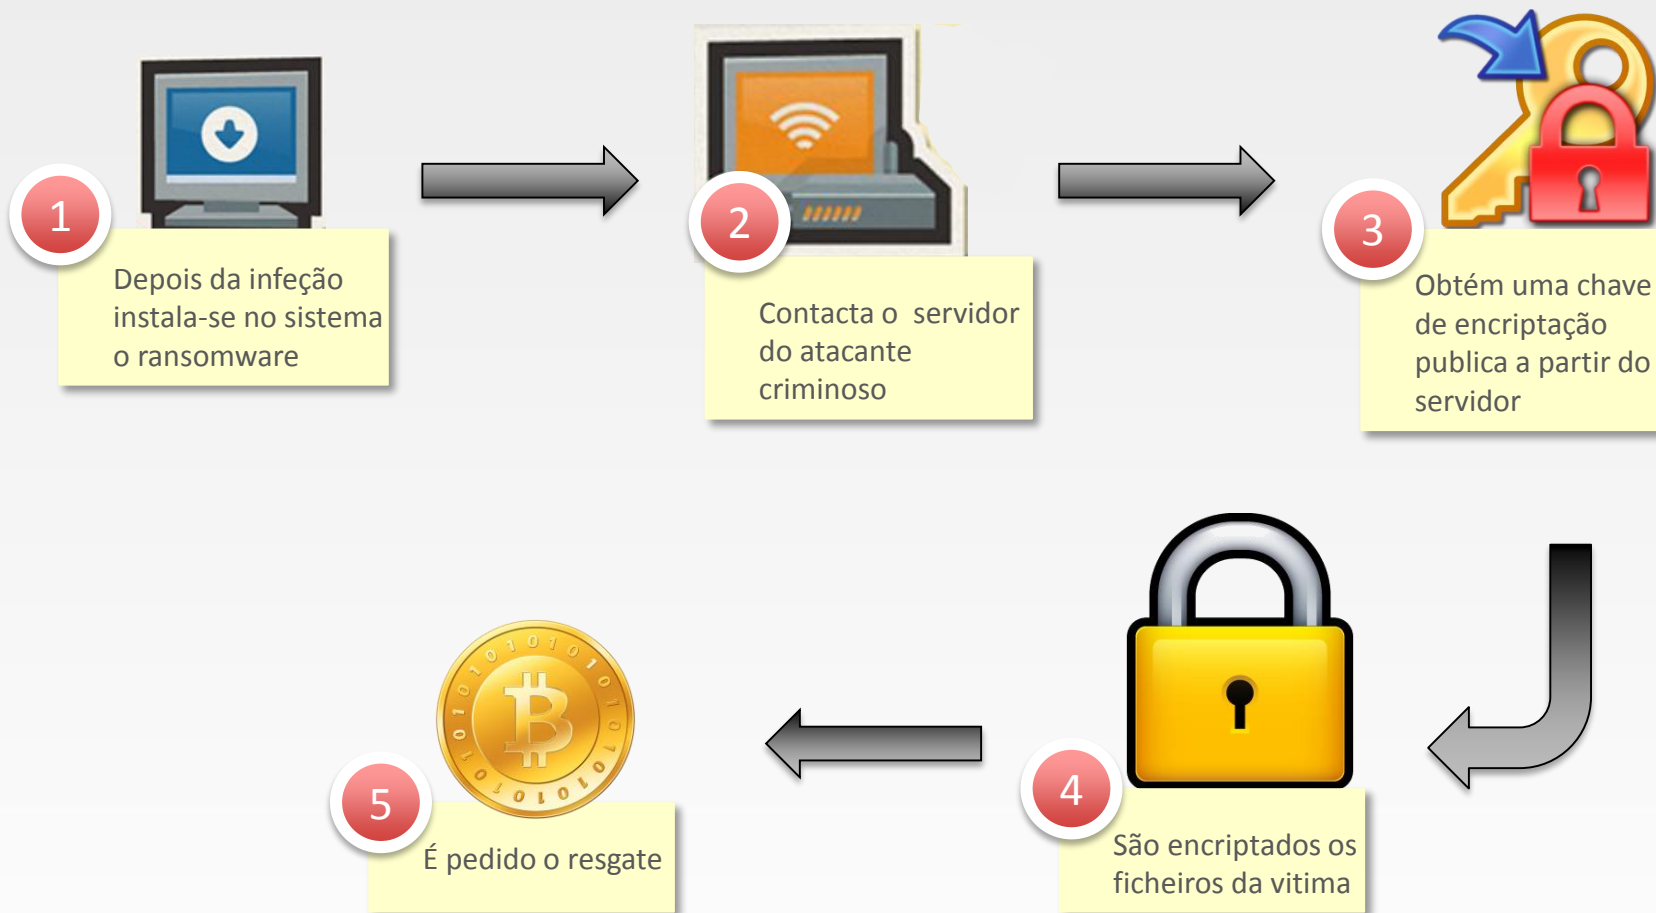 1
Depois da infeção
instala-se no sistema
o ransomware
2
Contacta o servidor
do atacante
criminoso
3
Obtém uma chave
de encriptação
publica a partir do
servidor
4
São encriptados os
ficheiros da vitima
5
É pedido o resgate